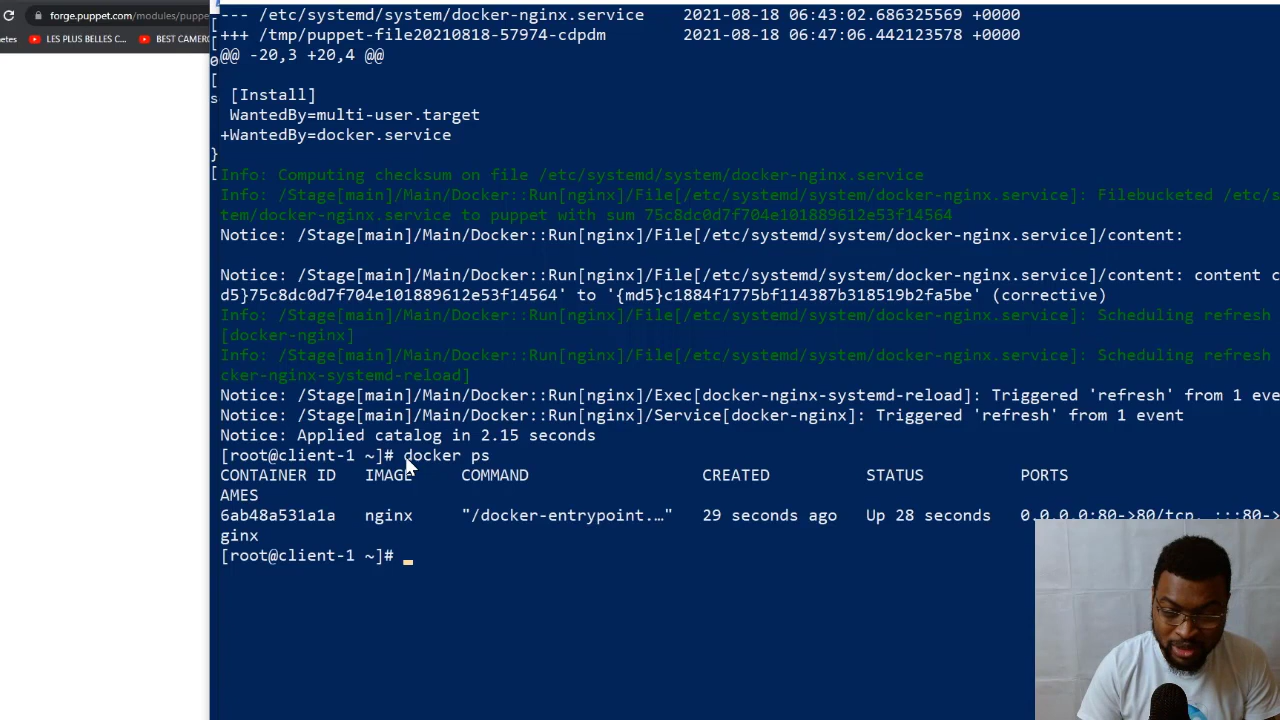 forge.puppet.com/modules/puppe
etes
LES PLUS BELLES C...
BEST CAMERO
--- /etc/systemd/system/docker-nginx.service 2021-08-18 06:43:02.686325569 +0000
+++ /tmp/puppet-file20210818-57974-cdpdm 2021-08-18 06:47:06.442123578 +0000
@@ -20,3 +20,4 @@
[Install]
WantedBy=multi-user.target
+WantedBy=docker.service
Info: Computing checksum on file /etc/systemd/system/docker-nginx.service
Info: /Stage[main]/Main/Docker::Run[nginx]/File[/etc/systemd/system/docker-nginx.service]: Filebucketed /etc/s
tem/docker-nginx.service to puppet with sum 75c8dc0d7f704e101889612e53f14564
Notice: /Stage[main]/Main/Docker::Run[nginx]/File[/etc/systemd/system/docker-nginx.service]/content:
Notice: /Stage[main]/Main/Docker::Run[nginx]/File[/etc/systemd/system/docker-nginx.service]/content: content c
d5}75c8dc0d7f704e101889612e53f14564' to '{md5}c1884f1775bf114387b318519b2fa5be' (corrective)
Info: /Stage[main]/Main/Docker::Run[nginx]/File[/etc/systemd/system/docker-nginx.service]: Scheduling refresh
[docker-nginx]
Info: /Stage[main]/Main/Docker::Run[nginx]/File[/etc/systemd/system/docker-nginx.service]: Scheduling refresh
cker-nginx-systemd-reload]
Notice: /Stage[main]/Main/Docker::Run[nginx]/Exec[docker-nginx-systemd-reload]: Triggered 'refresh' from 1 eve
Notice: /Stage[main]/Main/Docker::Run[nginx]/Service[docker-nginx]: Triggered 'refresh' from 1 event
Notice: Applied catalog in 2.15 seconds
[root@client-1 ~]# docker ps
CONTAINER ID IMAGE COMMAND CREATED STATUS PORTS
AMES
6ab48a531a1a nginx "/docker-entrypoint.…" 29 seconds ago Up 28 seconds 0.0.0.0:80->80/tcp, :::80->
ginx
[root@client-1 ~]#